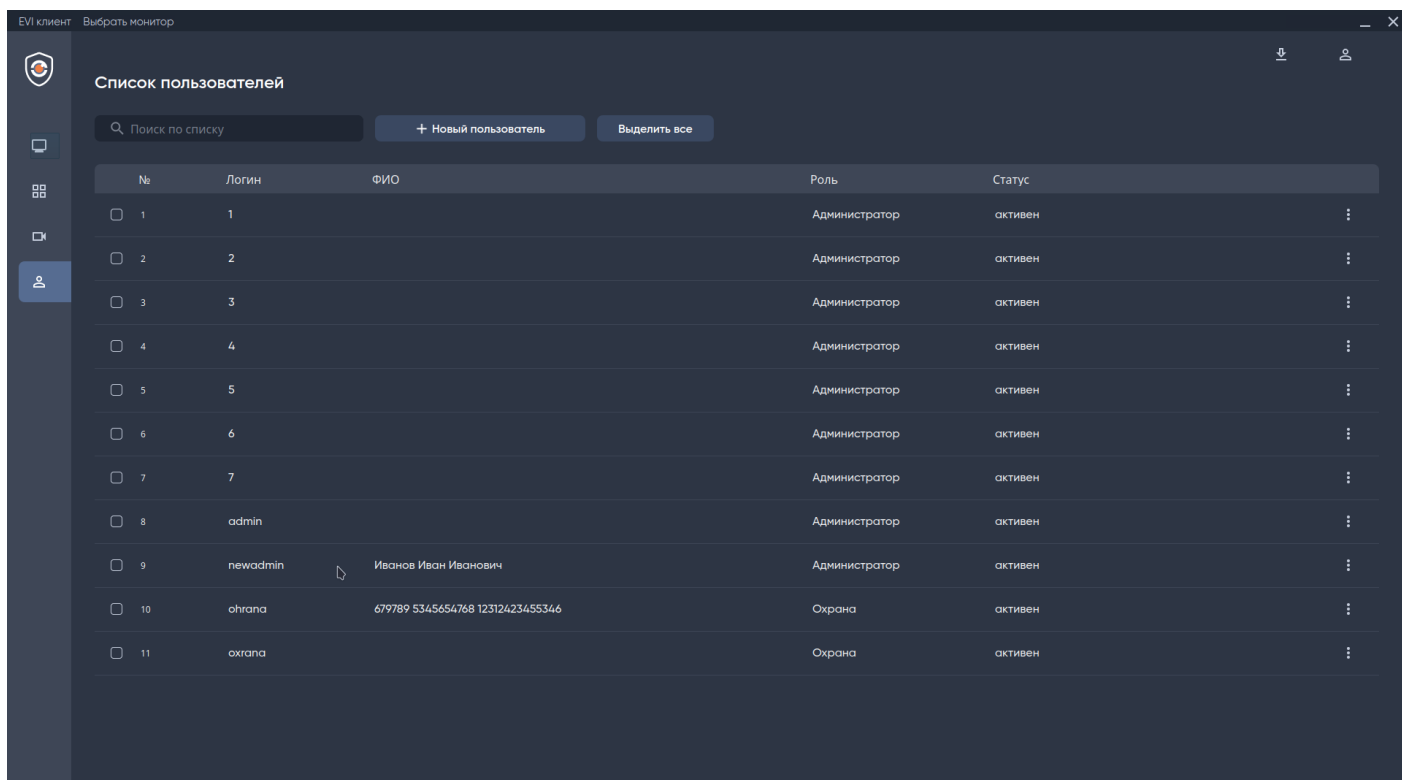 EVI клиент Выбрать монитор
Список пользователей
Поиск по списку + Новый пользователь Выделить все
№ Логин ФИО Роль Статус
1 1 Администратор активен
2 2 Администратор активен
3 3 Администратор активен
4 4 Администратор активен
5 5 Администратор активен
6 6 Администратор активен
7 7 Администратор активен
8 admin Администратор активен
9 newadmin Иванов Иван Иванович Администратор активен
10 ohrana 679789 5345654768 12312423455346 Охрана активен
11 oxrana Охрана активен